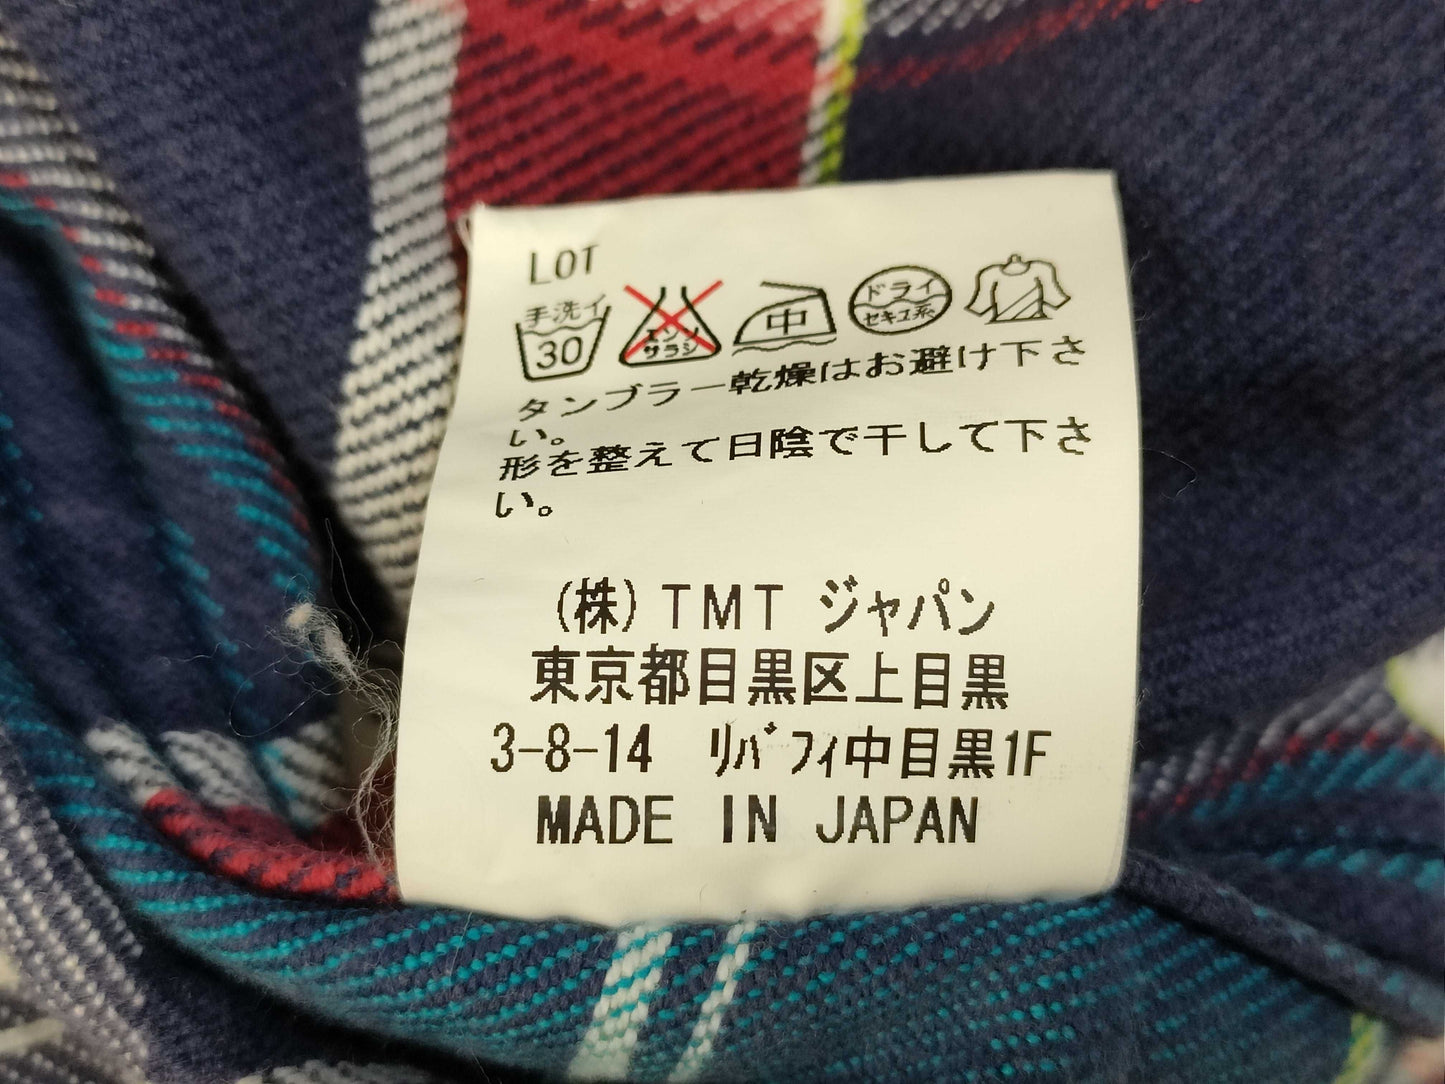 LOT
手洗イ 30 エンソサラシ 中 ドライ セキユ系
タンブラー乾燥はお避け下さ
い。
形を整えて日陰で干して下さ
い。
(株) TMT ジャパン
東京都目黒区上目黒
3-8-14 ﾘﾊﾞﾌｨ中目黒1F
MADE IN JAPAN